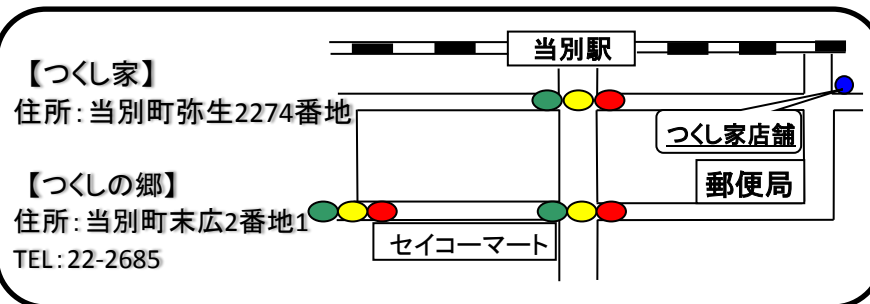 【つくし家】
住所：当別町弥生2274番地
【つくしの郷】
住所：当別町末広2番地1
TEL：22-2685
当別駅
つくし家店舗
郵便局
セイコーマート